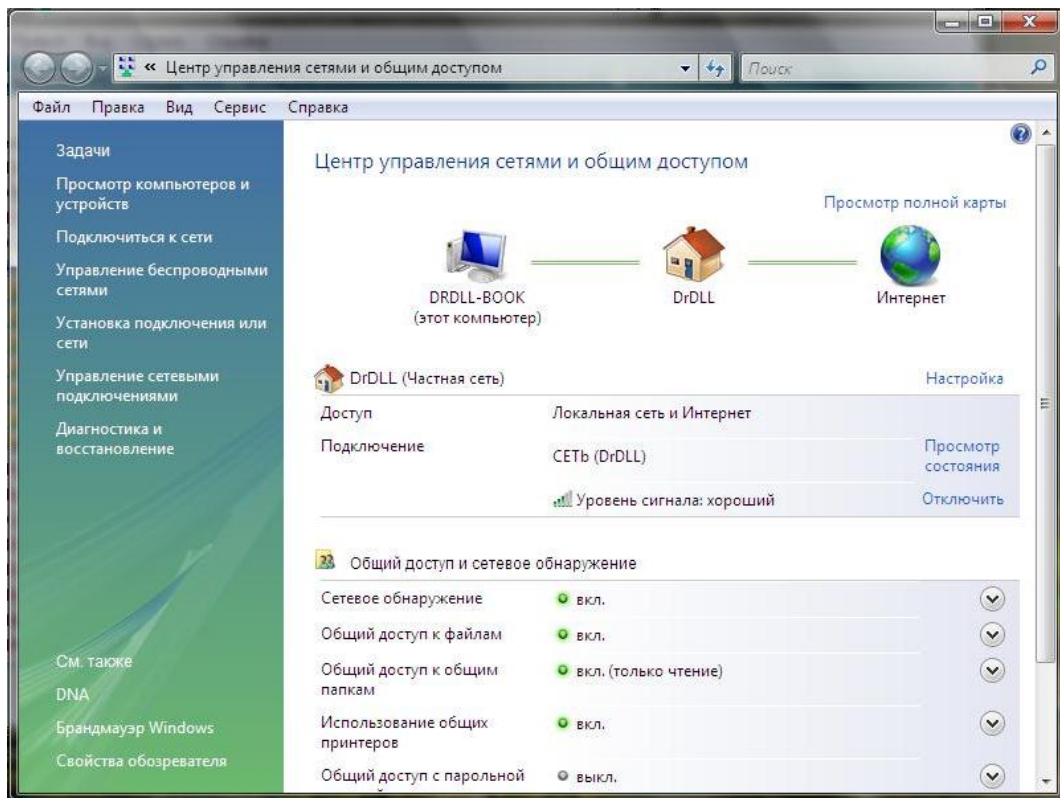 « Центр управления сетями и общим доступом
Поиск
Файл Правка Вид Сервис Справка
Задачи
Просмотр компьютеров и
устройств
Подключиться к сети
Управление беспроводными
сетями
Установка подключения или
сети
Управление сетевыми
подключениями
Диагностика и
восстановление
См. также
DNA
Брандмауэр Windows
Свойства обозревателя
Центр управления сетями и общим доступом
Просмотр полной карты
DRDLL-BOOK
(этот компьютер)
DrDLL
Интернет
DrDLL (Частная сеть) Настройка
Доступ Локальная сеть и Интернет
Подключение СЕТЬ (DrDLL) Просмотр
состояния
Уровень сигнала: хороший Отключить
Общий доступ и сетевое обнаружение
Сетевое обнаружение вкл.
Общий доступ к файлам вкл.
Общий доступ к общим
папкам вкл. (только чтение)
Использование общих
принтеров вкл.
Общий доступ с парольной выкл.